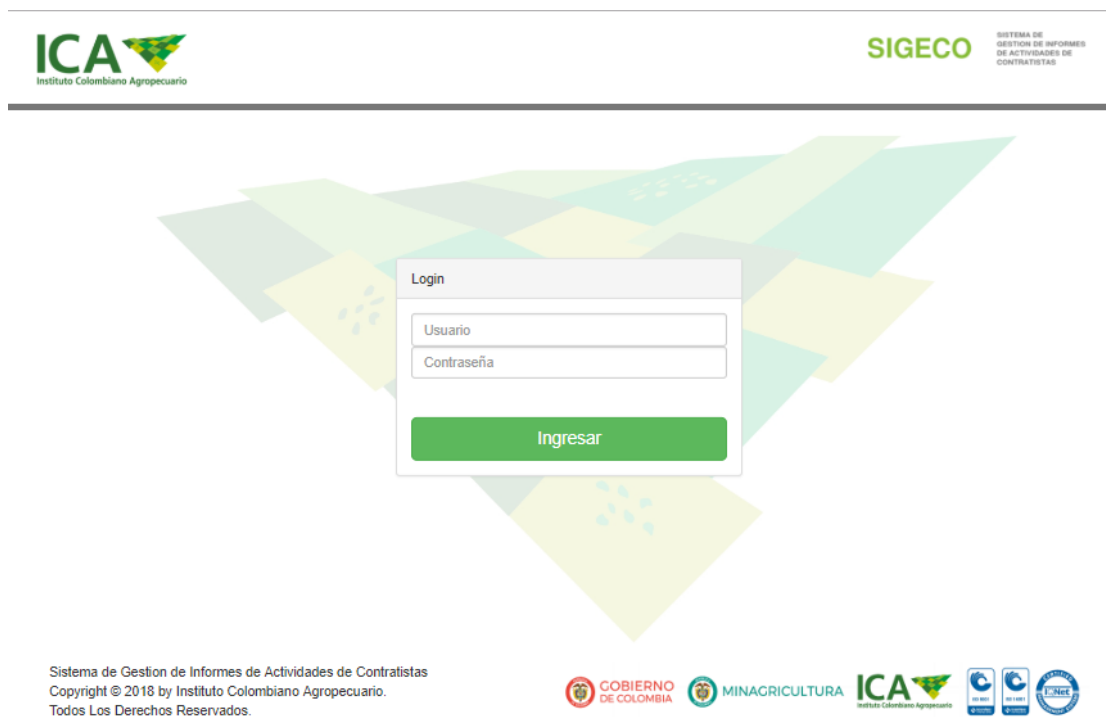 ICA
Instituto Colombiano Agropecuario
SIGECO
SISTEMA DE
GESTION DE INFORMES
DE ACTIVIDADES DE
CONTRATISTAS
Login
Usuario
Contraseña
Ingresar
Sistema de Gestion de Informes de Actividades de Contratistas
Copyright © 2018 by Instituto Colombiano Agropecuario.
Todos Los Derechos Reservados.
GOBIERNO
DE COLOMBIA
MINAGRICULTURA
ICA
Instituto Colombiano Agropecuario
IQNet